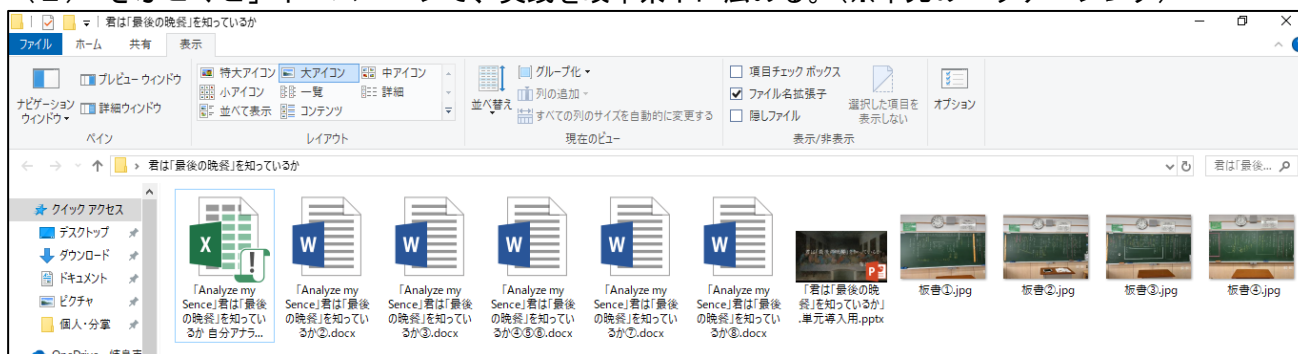 君は「最後の晩餐」を知っているか
ファイル ホーム 共有 表示
ナビゲーション ウィンドウ
プレビュー ウィンドウ
詳細ウィンドウ
ペイン
特大アイコン 大アイコン 中アイコン
小アイコン 一覧 詳細
並べて表示 コンテンツ
レイアウト
並べ替え
グループ化
列の追加
すべての列のサイズを自動的に変更する
現在のビュー
項目チェック ボックス
ファイル名拡張子
隠しファイル
選択した項目を
表示しない
表示/非表示
オプション
君は「最後の晩餐」を知っているか
君は「最後...
クイック アクセス
デスクトップ
ダウンロード
ドキュメント
ピクチャ
個人・分掌
「Analyze my
Sence」君は「最後
の晩餐」を知ってい
るか 自分アナラ...
「Analyze my
Sence」君は「最後
の晩餐」を知ってい
るか②.docx
「Analyze my
Sence」君は「最後
の晩餐」を知ってい
るか③.docx
「Analyze my
Sence」君は「最後
の晩餐」を知ってい
るか④⑤⑥.docx
「Analyze my
Sence」君は「最後
の晩餐」を知ってい
るか⑦.docx
「Analyze my
Sence」君は「最後
の晩餐」を知ってい
るか⑧.docx
「君は「最後の晩
餐」を知っているか」
.単元導入用.pptx
板書①.jpg
板書②.jpg
板書③.jpg
板書④.jpg